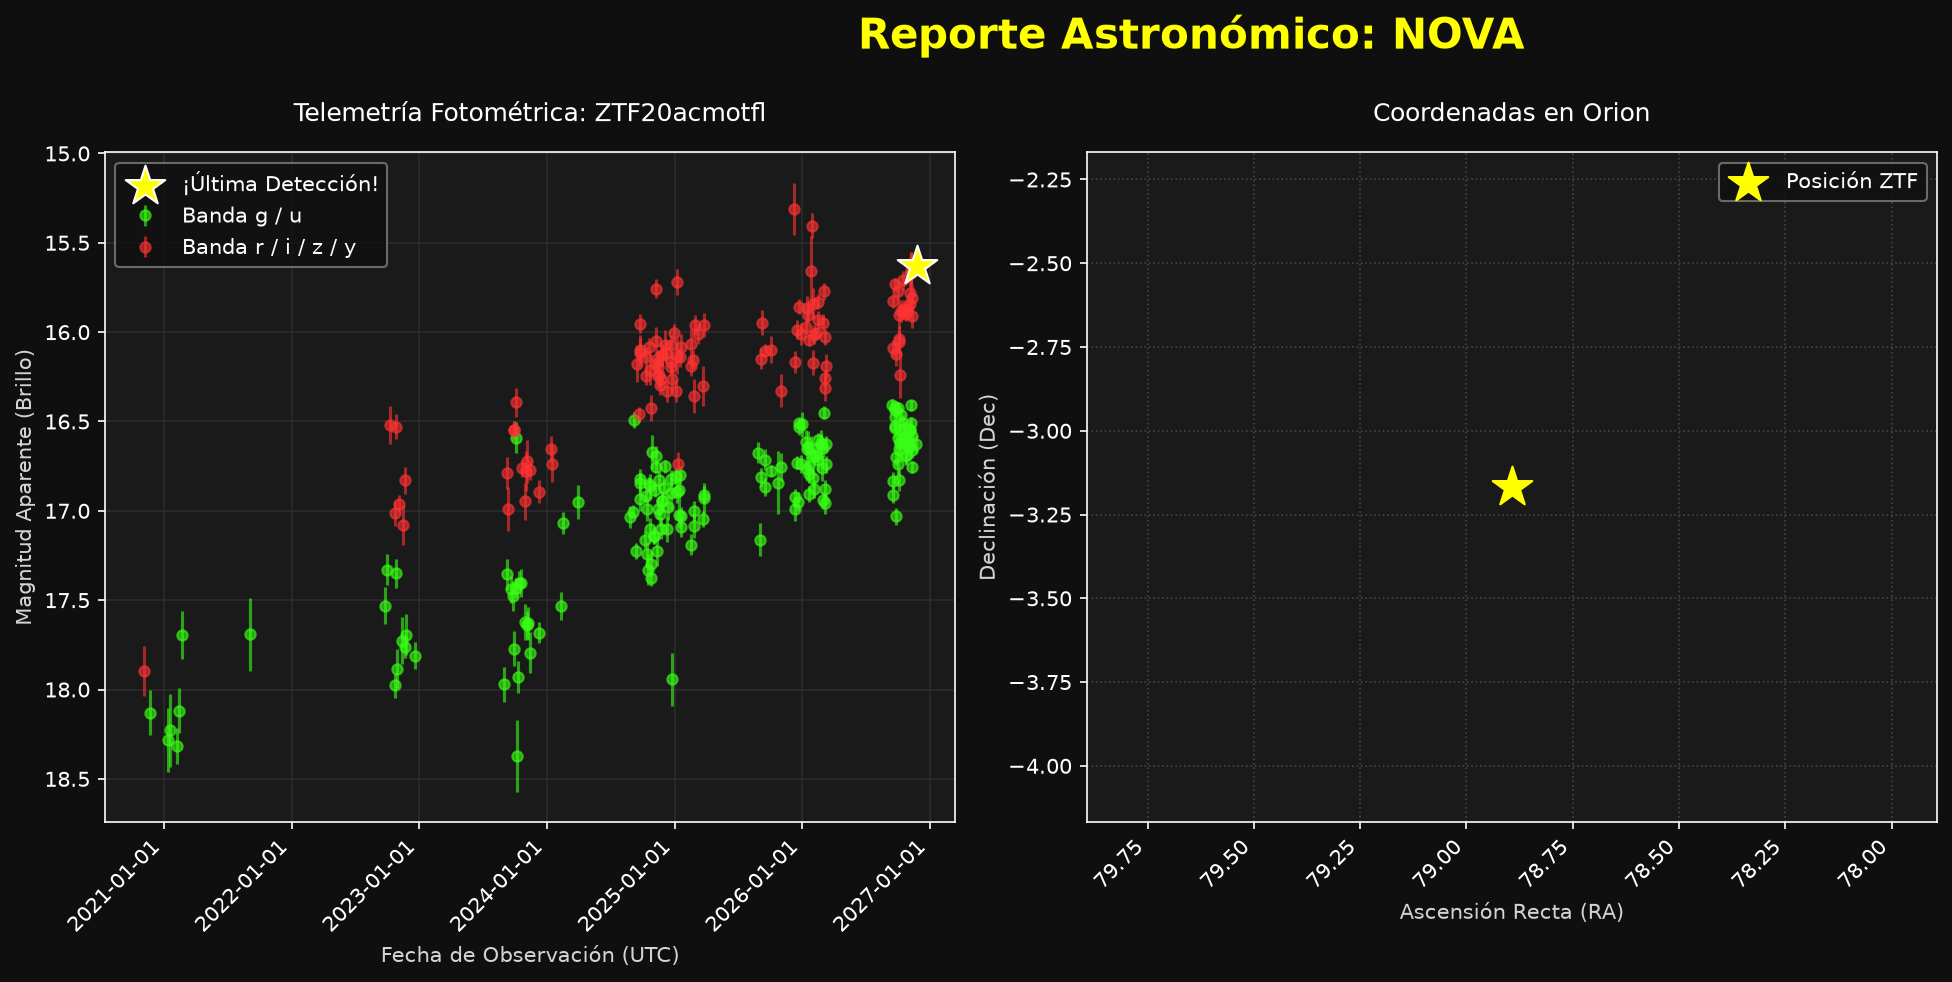 Reporte Astronómico: NOVA
Telemetría Fotométrica: ZTF20acmotfl
¡Última Detección!
Banda g / u
Banda r / i / z / y
Magnitud Aparente (Brillo)
15.0
15.5
16.0
16.5
17.0
17.5
18.0
18.5
2021-01-01
2022-01-01
2023-01-01
2024-01-01
2025-01-01
2026-01-01
2027-01-01
Fecha de Observación (UTC)
Coordenadas en Orion
Posición ZTF
Declinación (Dec)
−2.25
−2.50
−2.75
−3.00
−3.25
−3.50
−3.75
−4.00
79.75
79.50
79.25
79.00
78.75
78.50
78.25
78.00
Ascensión Recta (RA)